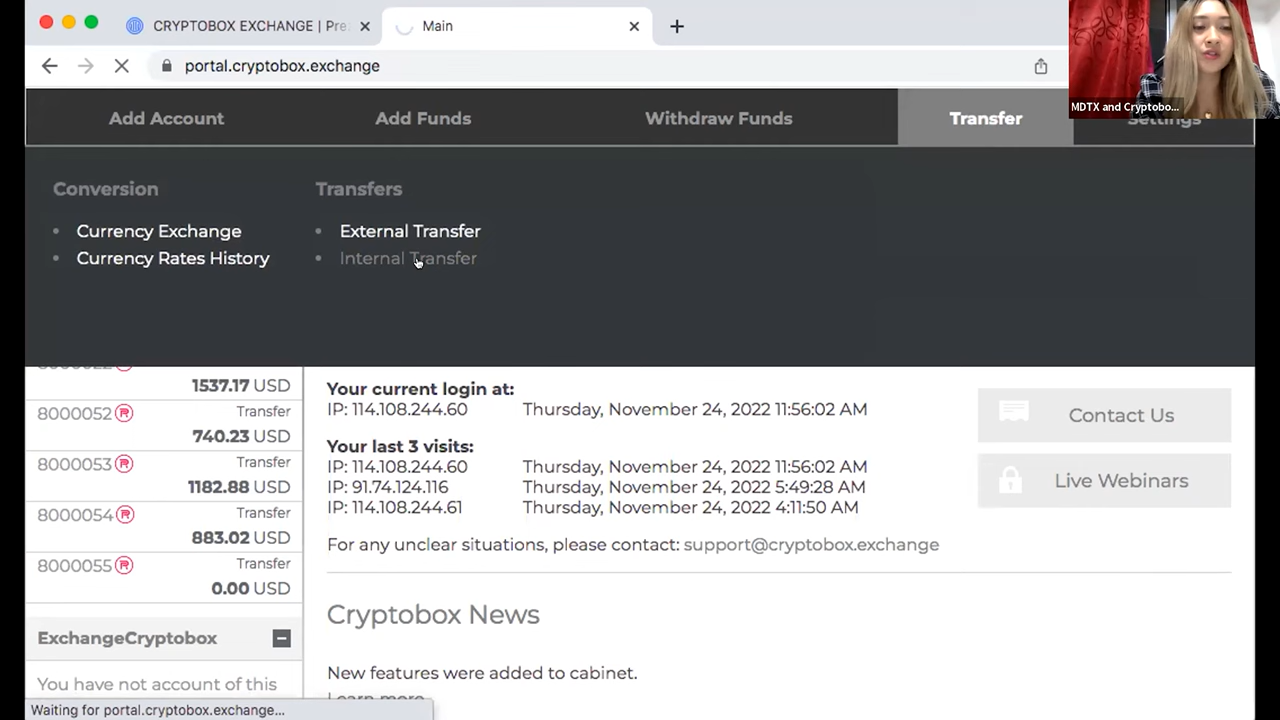 CRYPTOBOX EXCHANGE | Pre
Main
portal.cryptobox.exchange
MDTX and Cryptobo...
Add Account
Add Funds
Withdraw Funds
Transfer
Settings
Conversion
Transfers
Currency Exchange
External Transfer
Currency Rates History
Internal Transfer
1537.17 USD
8000052
Transfer
740.23 USD
8000053
Transfer
1182.88 USD
8000054
Transfer
883.02 USD
8000055
Transfer
0.00 USD
ExchangeCryptobox
You have not account of this
Your current login at:
IP: 114.108.244.60 Thursday, November 24, 2022 11:56:02 AM
Your last 3 visits:
IP: 114.108.244.60 Thursday, November 24, 2022 11:56:02 AM
IP: 91.74.124.116 Thursday, November 24, 2022 5:49:28 AM
IP: 114.108.244.61 Thursday, November 24, 2022 4:11:50 AM
For any unclear situations, please contact: support@cryptobox.exchange
Contact Us
Live Webinars
Cryptobox News
New features were added to cabinet.
Learn more
Waiting for portal.cryptobox.exchange...